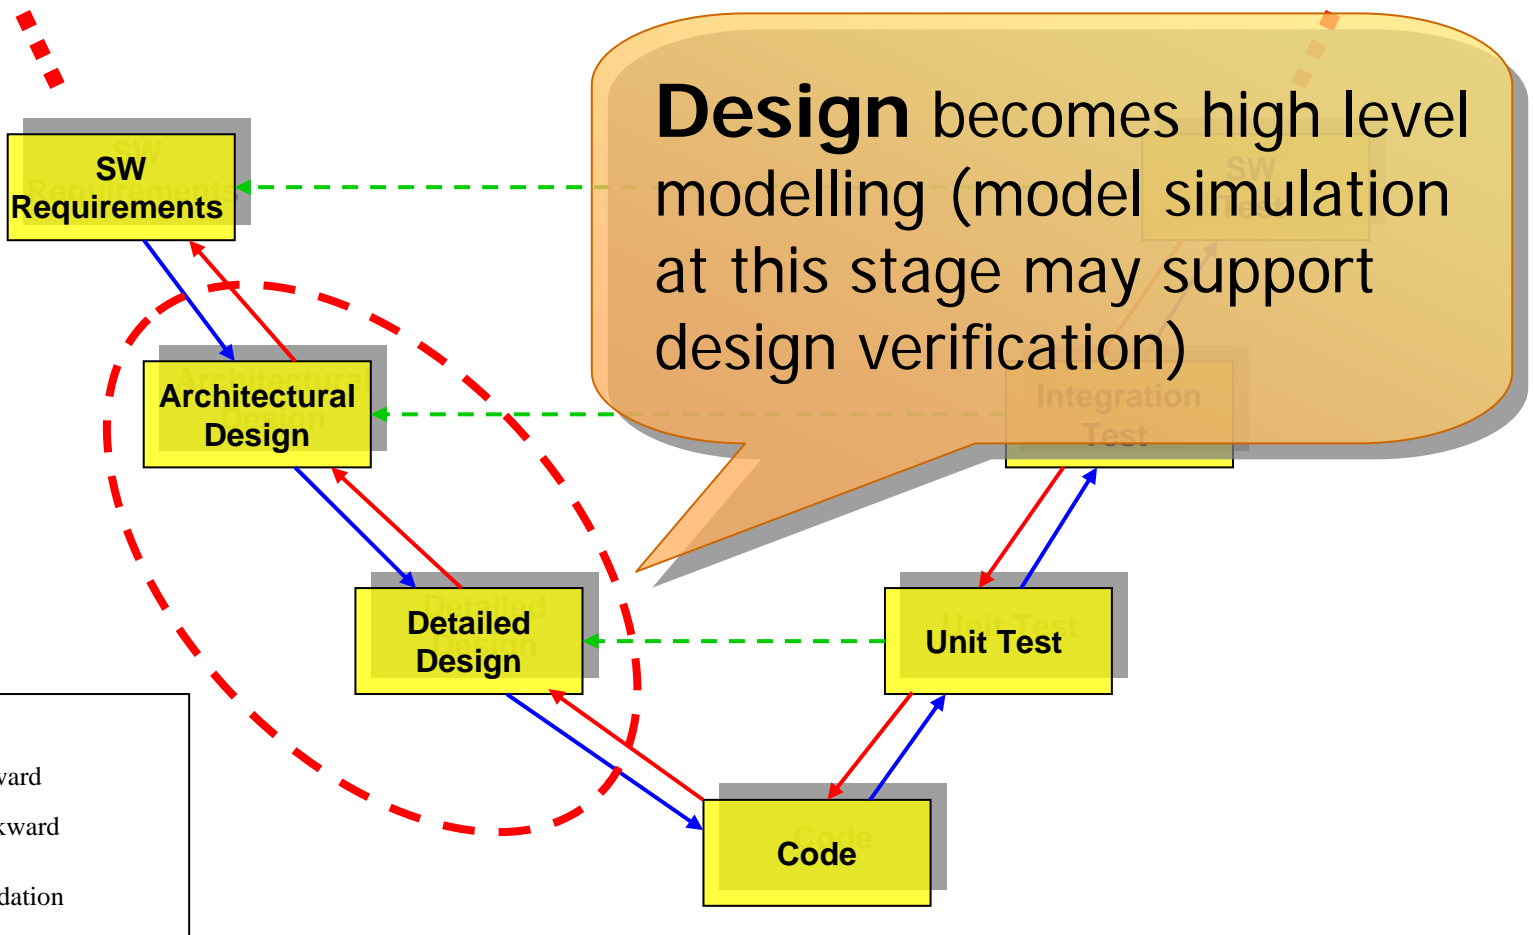 Design becomes high level
modelling (model simulation
at this stage may support
design verification)
SW
Requirements
SW
Test
Architectural
Design
Integration
Test
Detailed
Design
Unit Test
Code
ward
kward
dation